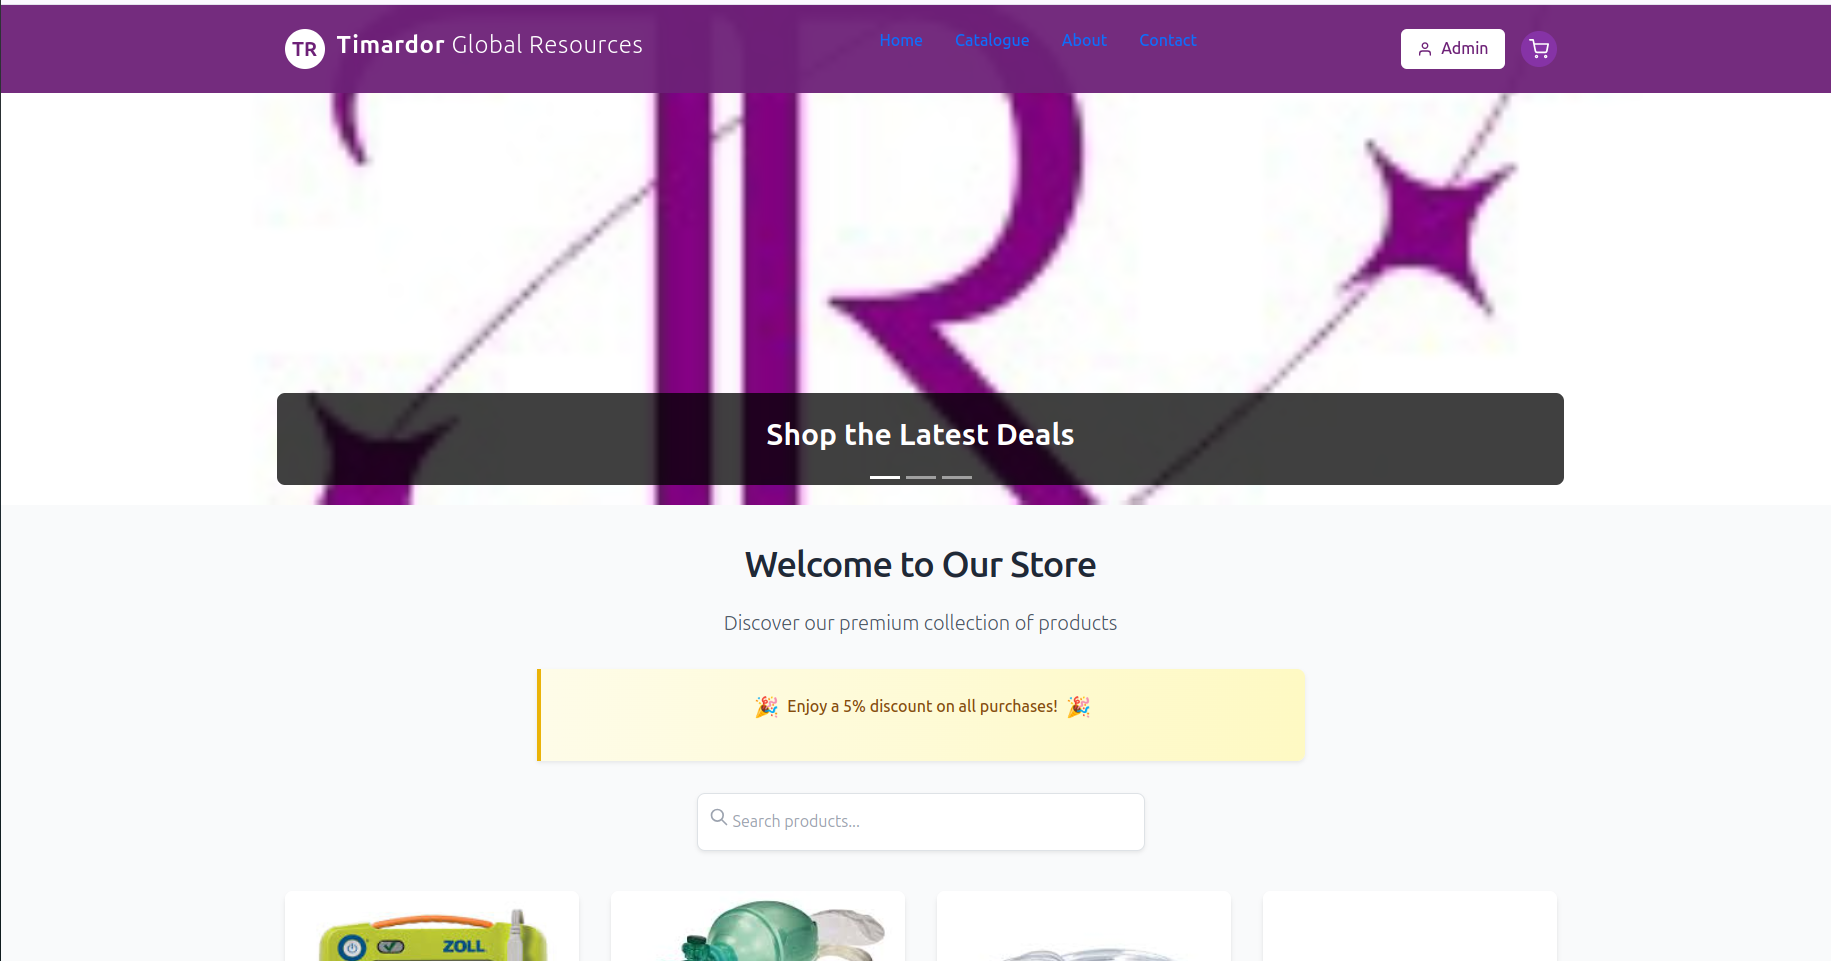 TR Timardor Global Resources
Home Catalogue About Contact
Admin
Shop the Latest Deals
Welcome to Our Store
Discover our premium collection of products
🎉 Enjoy a 5% discount on all purchases! 🎉
Search products...
ZOLL